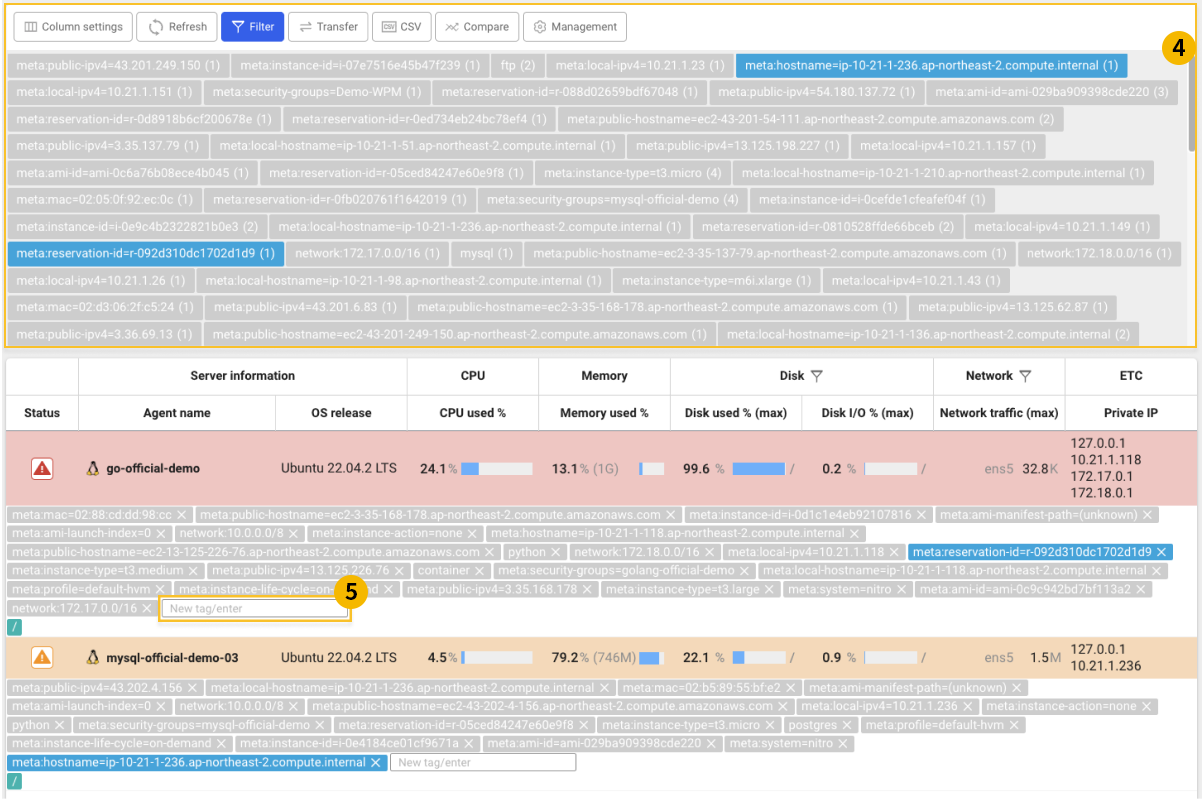 Column settings Refresh Filter Transfer CSV CSV Compare Management
4
meta:public-ipv4=43.201.249.150 (1) meta:instance-id=i-07e7516e45b47f239 (1) ftp (2) meta:local-ipv4=10.21.1.23 (1) meta:hostname=ip-10-21-1-236.ap-northeast-2.compute.internal (1)
meta:local-ipv4=10.21.1.151 (1) meta:security-groups=Demo-WPM (1) meta:reservation-id=r-088d02659bdf67048 (1) meta:public-ipv4=54.180.137.72 (1) meta:ami-id=ami-029ba909398cde220 (3)
meta:reservation-id=r-0d8918b6cf200678e (1) meta:reservation-id=r-0ed734eb24bc78ef4 (1) meta:public-hostname=ec2-43-201-54-111.ap-northeast-2.compute.amazonaws.com (2)
meta:public-ipv4=3.35.137.79 (1) meta:local-hostname=ip-10-21-1-51.ap-northeast-2.compute.internal (1) meta:public-ipv4=13.125.198.227 (1) meta:local-ipv4=10.21.1.157 (1)
meta:ami-id=ami-0c6a76b08ece4b045 (1) meta:reservation-id=r-05ced84247e60e9f8 (1) meta:instance-type=t3.micro (4) meta:local-hostname=ip-10-21-1-210.ap-northeast-2.compute.internal (1)
meta:mac=02:05:0f:92:ec:0c (1) meta:reservation-id=r-0fb020761f1642019 (1) meta:security-groups=mysql-official-demo (4) meta:instance-id=i-0cefde1cfeafef04f (1)
meta:instance-id=i-0e9c4b2322821b0e3 (2) meta:local-hostname=ip-10-21-1-236.ap-northeast-2.compute.internal (1) meta:reservation-id=r-0810528ffde66bceb (2) meta:local-ipv4=10.21.1.149 (1)
meta:reservation-id=r-092d310dc1702d1d9 (1) network:172.17.0.0/16 (1) mysql (1) meta:public-hostname=ec2-3-35-137-79.ap-northeast-2.compute.amazonaws.com (1) network:172.18.0.0/16 (1)
meta:local-ipv4=10.21.1.26 (1) meta:local-hostname=ip-10-21-1-98.ap-northeast-2.compute.internal (1) meta:instance-type=m6i.xlarge (1) meta:local-ipv4=10.21.1.43 (1)
meta:mac=02:d3:06:2f:c5:24 (1) meta:public-ipv4=43.201.6.83 (1) meta:public-hostname=ec2-3-35-168-178.ap-northeast-2.compute.amazonaws.com (1) meta:public-ipv4=13.125.62.87 (1)
meta:public-ipv4=3.36.69.13 (1) meta:public-hostname=ec2-43-201-249-150.ap-northeast-2.compute.amazonaws.com (1) meta:local-hostname=ip-10-21-1-136.ap-northeast-2.compute.internal (2)
Server information CPU Memory Disk Network ETC
Status Agent name OS release CPU used % Memory used % Disk used % (max) Disk I/O % (max) Network traffic (max) Private IP
go-official-demo Ubuntu 22.04.2 LTS 24.1% 13.1% (1G) 99.6 % / 0.2 % / ens5 32.8K
127.0.0.1
10.21.1.118
172.17.0.1
172.18.0.1
meta:mac=02:88:cd:dd:98:cc × meta:public-hostname=ec2-3-35-168-178.ap-northeast-2.compute.amazonaws.com × meta:instance-id=i-0d1c1e4eb92107816 × meta:ami-manifest-path=(unknown) ×
meta:ami-launch-index=0 × network:10.0.0.0/8 × meta:instance-action=none × meta:hostname=ip-10-21-1-118.ap-northeast-2.compute.internal ×
meta:public-hostname=ec2-13-125-226-76.ap-northeast-2.compute.amazonaws.com × python × network:172.18.0.0/16 × meta:local-ipv4=10.21.1.118 × meta:reservation-id=r-092d310dc1702d1d9 ×
meta:instance-type=t3.medium × meta:public-ipv4=13.125.226.76 × container × meta:security-groups=golang-official-demo × meta:local-hostname=ip-10-21-1-118.ap-northeast-2.compute.internal ×
meta:profile=default-hvm × meta:instance-life-cycle=on- × meta:public-ipv4=3.35.168.178 × meta:instance-type=t3.large × meta:system=nitro × meta:ami-id=ami-0c9c942bd7bf113a2 ×
5
network:172.17.0.0/16 × New tag/enter
/
mysql-official-demo-03 Ubuntu 22.04.2 LTS 4.5% 79.2% (746M) 22.1 % / 0.9 % / ens5 1.5M
127.0.0.1
10.21.1.236
meta:public-ipv4=43.202.4.156 × meta:local-hostname=ip-10-21-1-236.ap-northeast-2.compute.internal × meta:mac=02:b5:89:55:bf:e2 × meta:ami-manifest-path=(unknown) ×
meta:ami-launch-index=0 × network:10.0.0.0/8 × meta:public-hostname=ec2-43-202-4-156.ap-northeast-2.compute.amazonaws.com × meta:local-ipv4=10.21.1.236 × meta:instance-action=none ×
python × meta:security-groups=mysql-official-demo × meta:reservation-id=r-05ced84247e60e9f8 × meta:instance-type=t3.micro × postgres × meta:profile=default-hvm ×
meta:instance-life-cycle=on-demand × meta:instance-id=i-0e4184ce01cf9671a × meta:ami-id=ami-029ba909398cde220 × meta:system=nitro ×
meta:hostname=ip-10-21-1-236.ap-northeast-2.compute.internal × New tag/enter
/